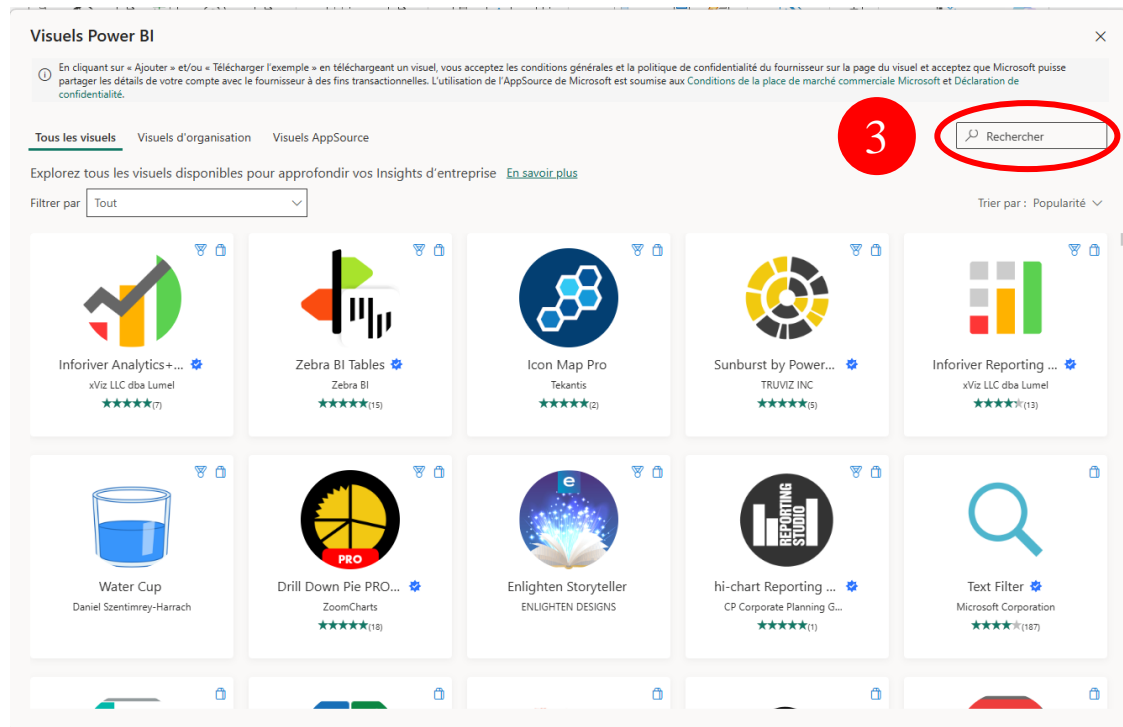 Visuels Power BI
En cliquant sur « Ajouter » et/ou « Télécharger l'exemple » en téléchargeant un visuel, vous acceptez les conditions générales et la politique de confidentialité du fournisseur sur la page du visuel et acceptez que Microsoft puisse
partager les détails de votre compte avec le fournisseur à des fins transactionnelles. L'utilisation de l'AppSource de Microsoft est soumise aux Conditions de la place de marché commerciale Microsoft et Déclaration de
confidentialité.
Tous les visuels Visuels d'organisation Visuels AppSource
3
Rechercher
Explorez tous les visuels disponibles pour approfondir vos Insights d'entreprise En savoir plus
Filtrer par Tout
Trier par : Popularité
Inforiver Analytics+...
xViz LLC dba Lumel
(7)
Zebra BI Tables
Zebra BI
(15)
Icon Map Pro
Tekantis
(2)
Sunburst by Power...
TRUVIZ INC
(5)
Inforiver Reporting ...
xViz LLC dba Lumel
(13)
Water Cup
Daniel Szentimrey-Harrach
PRO
Drill Down Pie PRO...
ZoomCharts
(18)
e
Enlighten Storyteller
ENLIGHTEN DESIGNS
REPORTING
STUDIO
hi-chart Reporting ...
CP Corporate Planning G...
(1)
Text Filter
Microsoft Corporation
(187)